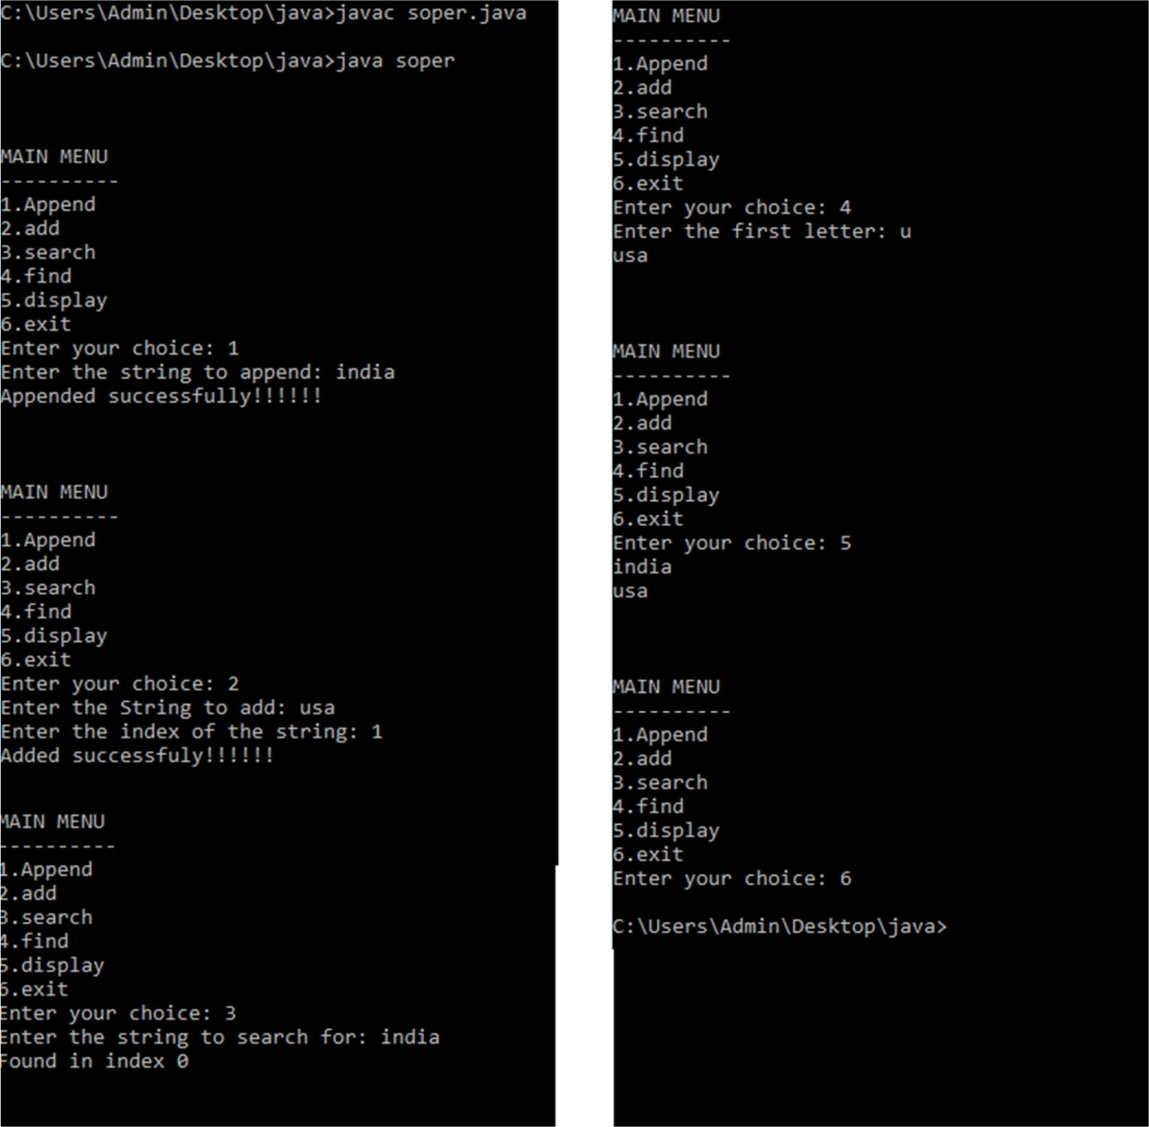 C:\Users\Admin\Desktop\java>javac soper.java
C:\Users\Admin\Desktop\java>java soper
MAIN MENU
----------
1.Append
2.add
3.search
4.find
5.display
6.exit
Enter your choice: 1
Enter the string to append: india
Appended successfully!!!!!!
MAIN MENU
----------
1.Append
2.add
3.search
4.find
5.display
6.exit
Enter your choice: 2
Enter the String to add: usa
Enter the index of the string: 1
Added successfuly!!!!!!
MAIN MENU
----------
1.Append
2.add
3.search
4.find
5.display
6.exit
Enter your choice: 3
Enter the string to search for: india
Found in index 0
MAIN MENU
----------
1.Append
2.add
3.search
4.find
5.display
6.exit
Enter your choice: 4
Enter the first letter: u
usa
MAIN MENU
----------
1.Append
2.add
3.search
4.find
5.display
6.exit
Enter your choice: 5
india
usa
MAIN MENU
----------
1.Append
2.add
3.search
4.find
5.display
6.exit
Enter your choice: 6
C:\Users\Admin\Desktop\java>